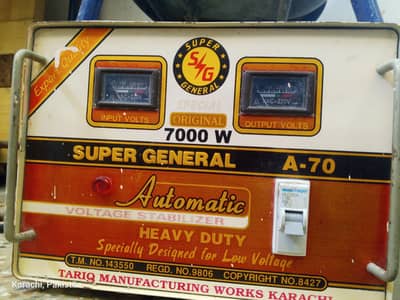 Export Quality
SUPER
S/G
GENERAL
SPECIAL
ORIGINAL
7000 W
INPUT VOLTS
OUTPUT VOLTS
SUPER GENERAL
A-70
Automatic
VOLTAGE STABILIZER
HEAVY DUTY
Specially Designed for Low Voltage
T.M. NO.143550 REGD. NO.9806 COPYRIGHT NO.8427
TARIQ MANUFACTURING WORKS KARACHI
Karachi, Pakistan